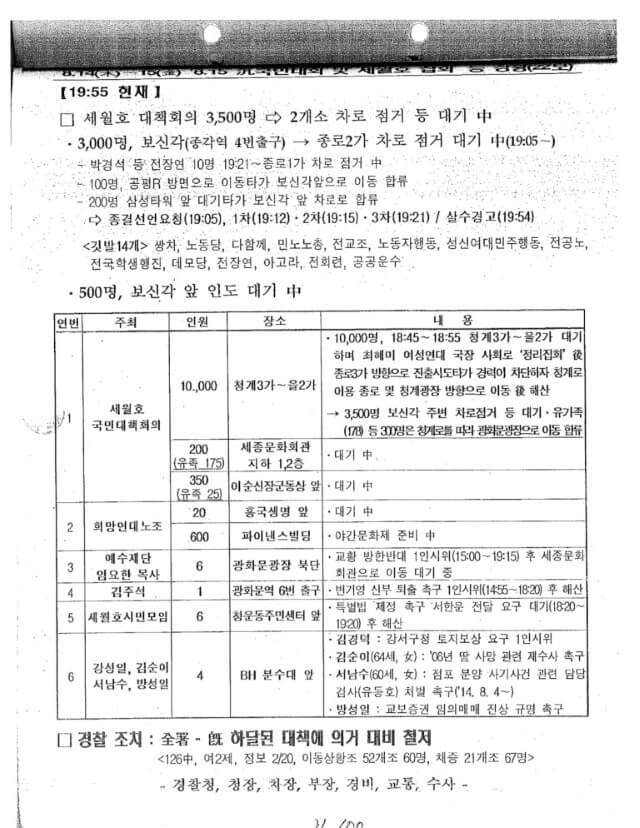 [19:55 현재]
□ 세월호 대책회의 3,500명 ⇨ 2개소 차로 점거 등 대기 中
· 3,000명, 보신각(종각역 4번출구) → 종로2가 차로 점거 대기 中(19:05~)
- 박경석 등 전장연 10명 19:21~종로1가 차로 점거 中
- 100명, 공평R 방면으로 이동타가 보신각앞으로 이동 합류
- 200명 삼성타워 앞 대기타가 보신각 앞 차로로 합류
⇨ 종결선언요청(19:05), 1차(19:12)·2차(19:15)·3차(19:21) / 살수경고(19:54)
<깃발14개> 쌍차, 노동당, 다함께, 민노노총, 전교조, 노동자행동, 성신여대민주행동, 전공노,
전국학생행진, 데모당, 전장연, 아고라, 전회련, 공공운수
· 500명, 보신각 앞 인도 대기 中
연번 주최 인원 장소 내 용
1 세월호
국민대책회의
10.,000 청계3가~을2가
· 10,000명, 18:45~18:55 청계3가~을2가 대기
하며 최혜미 여성연대 국장 사회로 '정리집회' 後
종로3가 방향으로 진출시도타가 경력이 차단하자 청계로
이용 종로 및 청계광장 방향으로 이동 後 해산
→ 3,500명 보신각 주변 차로점거 등 대기·유가족
(178) 등 300명은 청계로를 따라 광화문광장으로 이동 합류
200
(유족 175)
세종문화회관
지하 1,2층
· 대기 中
350
(유족 25)
이순신장군동상 앞
· 대기 中
2 희망연대노조
20 흥국생명 앞 · 대기 中
600 파이낸스빌딩 · 야간문화제 준비 中
3 예수재단
임요한 목사
6 광화문광장 북단
· 교황 방한반대 1인시위(15:00~19:15) 후 세종문화
회관으로 이동 대기 중
4 김주석 1 광화문역 6번 출구 · 번기영 신부 퇴출 촉구 1인시위(14:55~18:20) 후 해산
5 세월호시민모임 6 청운동주민센터 앞
· 특별법 제정 촉구 서한문 전달 요구 대기(18:20~
19:20) 후 해산
6 강성일, 김순이
서남수, 방성일
4 BH 분수대 앞
· 김경덕 : 강서구청 토지보상 요구 1인시위
· 김순이(64세, 女) : '06년 딸 사망 관련 재수사 촉구
· 서남수(60세, 女) : 점포 분양 사기사건 관련 담당
검사(유동호) 처벌 촉구('14. 8. 4~)
· 방성일 : 교보증권 임의매매 진상 규명 촉구
□ 경찰 조치 : 全署 - 旣 하달된 대책에 의거 대비 철저
<126中, 여2제, 정보 2/20, 이동상황조 52개조 60명, 채증 21개조 67명>
- 경찰청, 청장, 차장, 부장, 경비, 교통, 수사 -